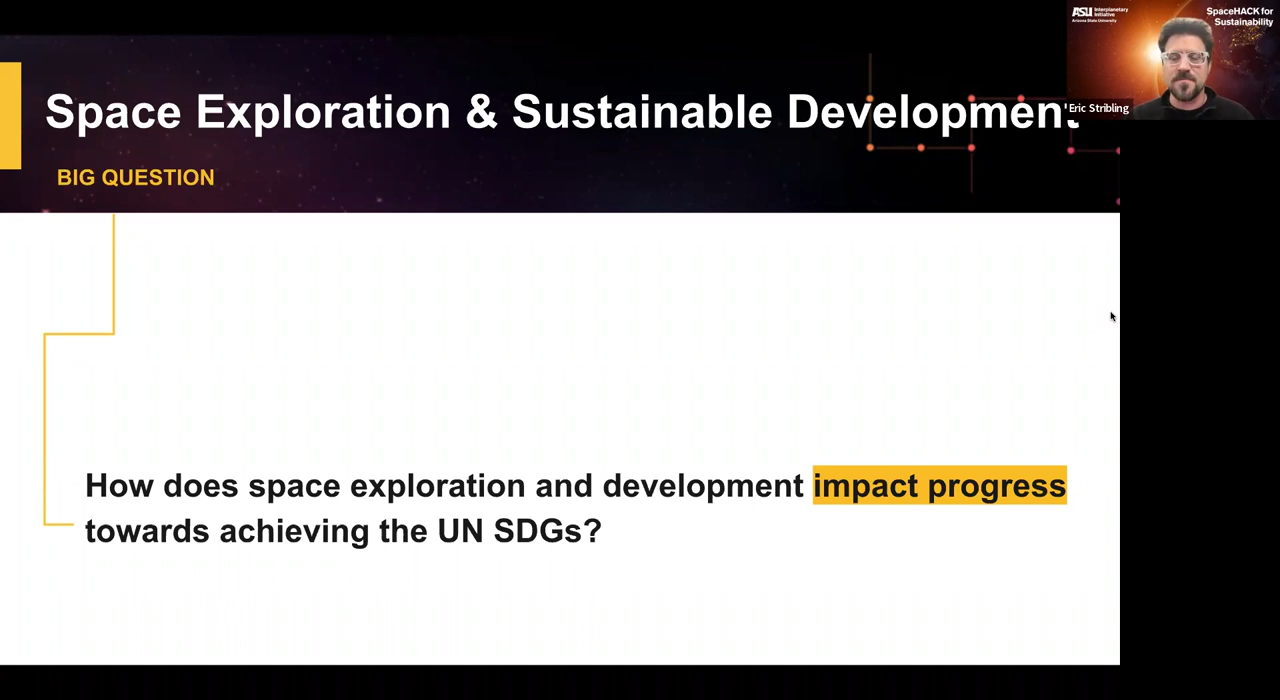 Space Exploration & Sustainable Development
BIG QUESTION
How does space exploration and development impact progress
towards achieving the UN SDGs?
ASU Interplanetary
Initiative
Arizona State University
SpaceHACK for
Sustainability
Eric Stribling